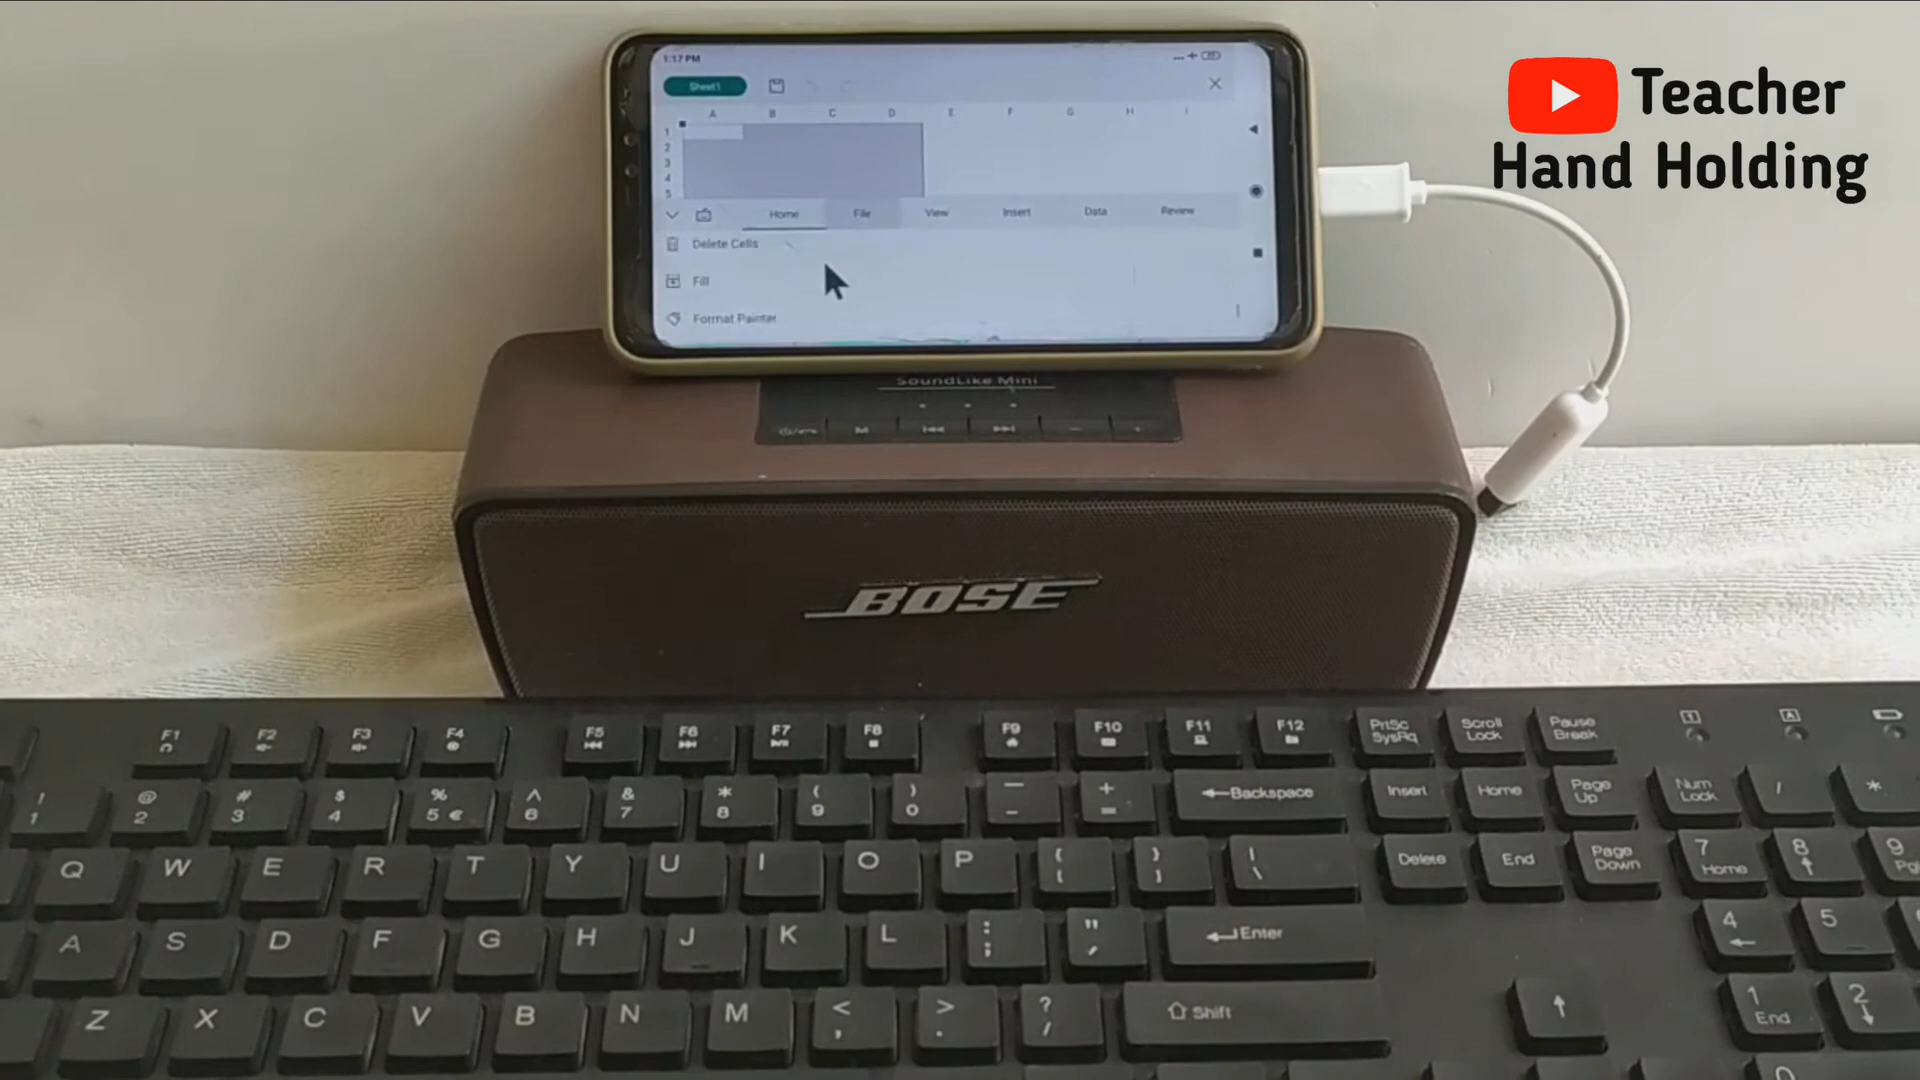 Teacher
Hand Holding
1:17 PM
Sheet1
A B C D E F G H I
1
2
3
4
5
Home File View Insert Data Review
Delete Cells
Fill
Format Painter
SoundLike Mini
M
- +
BOSE
F1 F2 F3 F4 F5 F6 F7 F8 F9 F10 F11 F12 PrtSc SysRq Scroll Lock Pause Break
! 1 @ 2 # 3 $ 4 % 5 € ^ 6 & 7 * 8 ( 9 ) 0 — - + = ←Backspace Insert Home Page Up Num Lock / *
Q W E R T Y U I O P { [ } ] | \ Delete End Page Down 7 Home 8 ↑ 9
A S D F G H J K L : ; " , ↵Enter 4 ← 5
Z X C V B N M < , > . ? / ⇧Shift ↑ 1 End 2 ↓
0